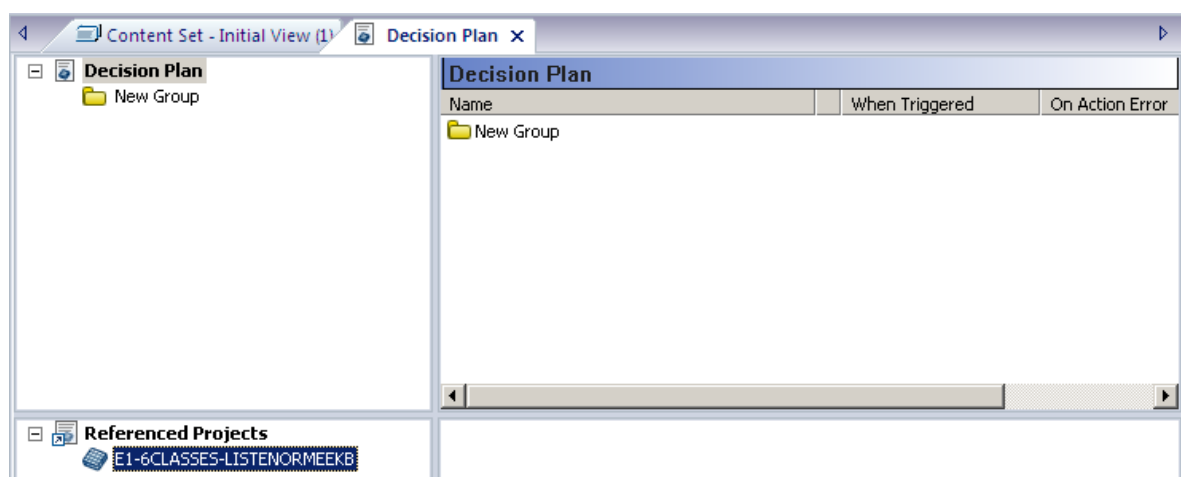 Content Set - Initial View (1)
Decision Plan
Decision Plan
New Group
Decision Plan
Name When Triggered On Action Error
New Group
Referenced Projects
E1-6CLASSES-LISTENORMEEKB